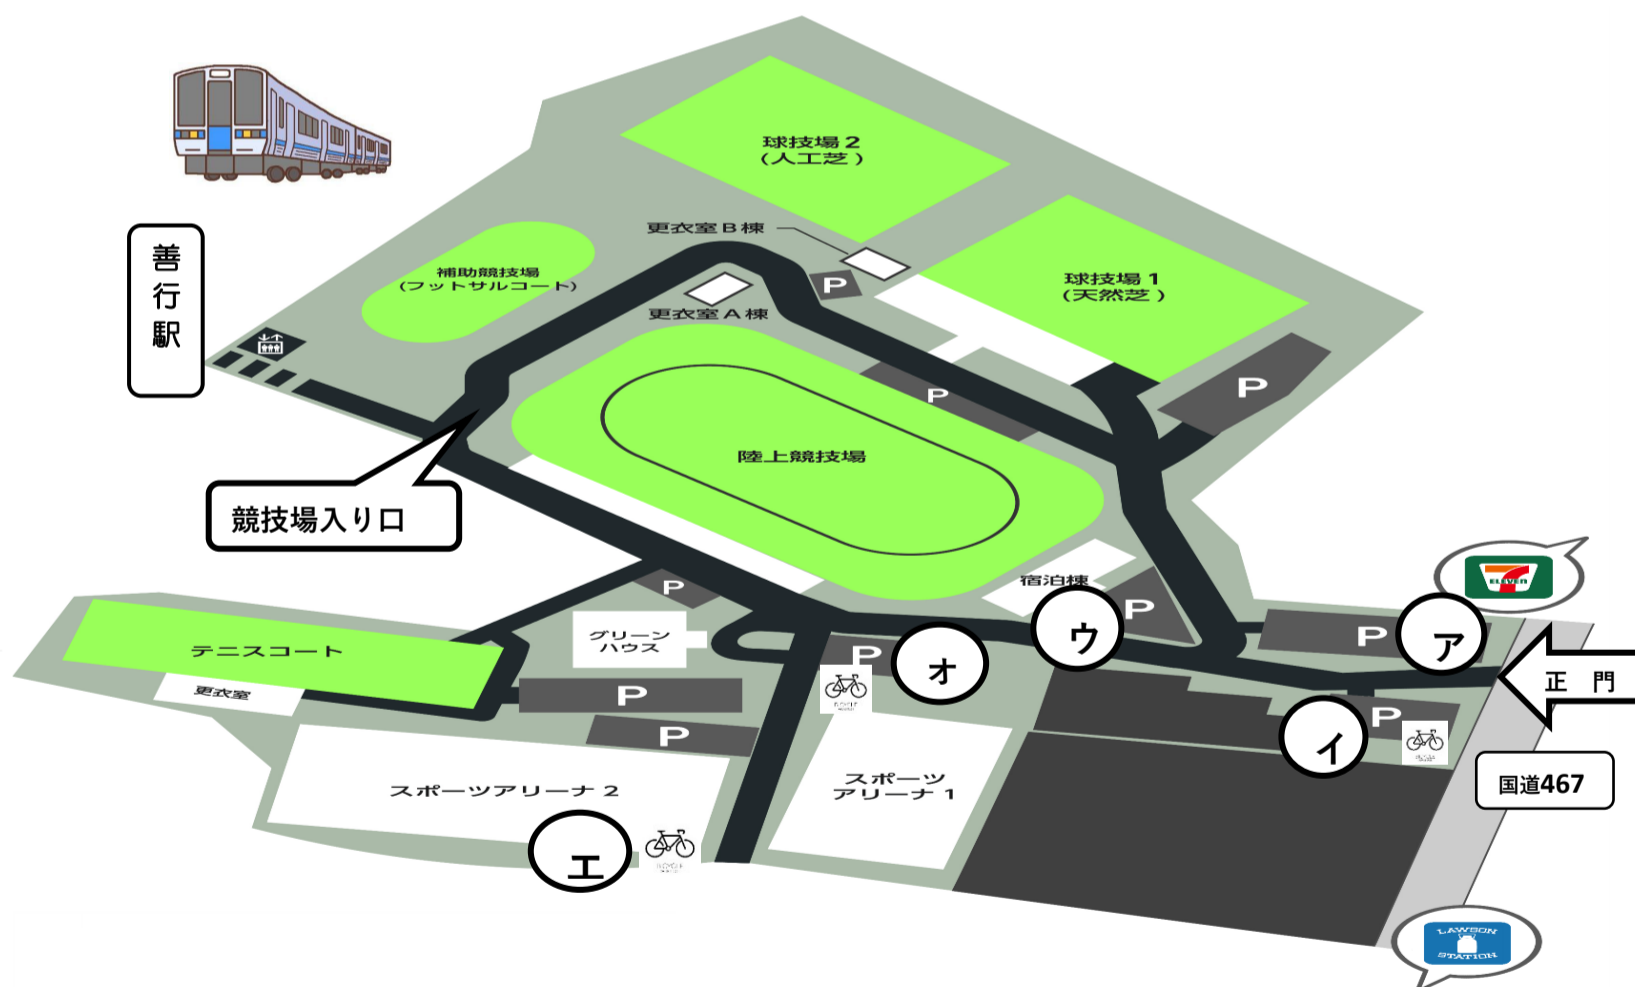 球技場２
(人工芝)
善行駅
更衣室Ｂ棟
補助競技場
(フットサルコート)
P
球技場１
(天然芝)
更衣室Ａ棟
P
P
陸上競技場
競技場入り口
宿泊棟
P
P
ELEVEN
ウ
P
ア
グリーン
ハウス
テニスコート
P
オ
正　門
更衣室
P
P
イ
P
国道467
スポーツアリーナ２
スポーツ
アリーナ１
エ
LAWSON
STATION